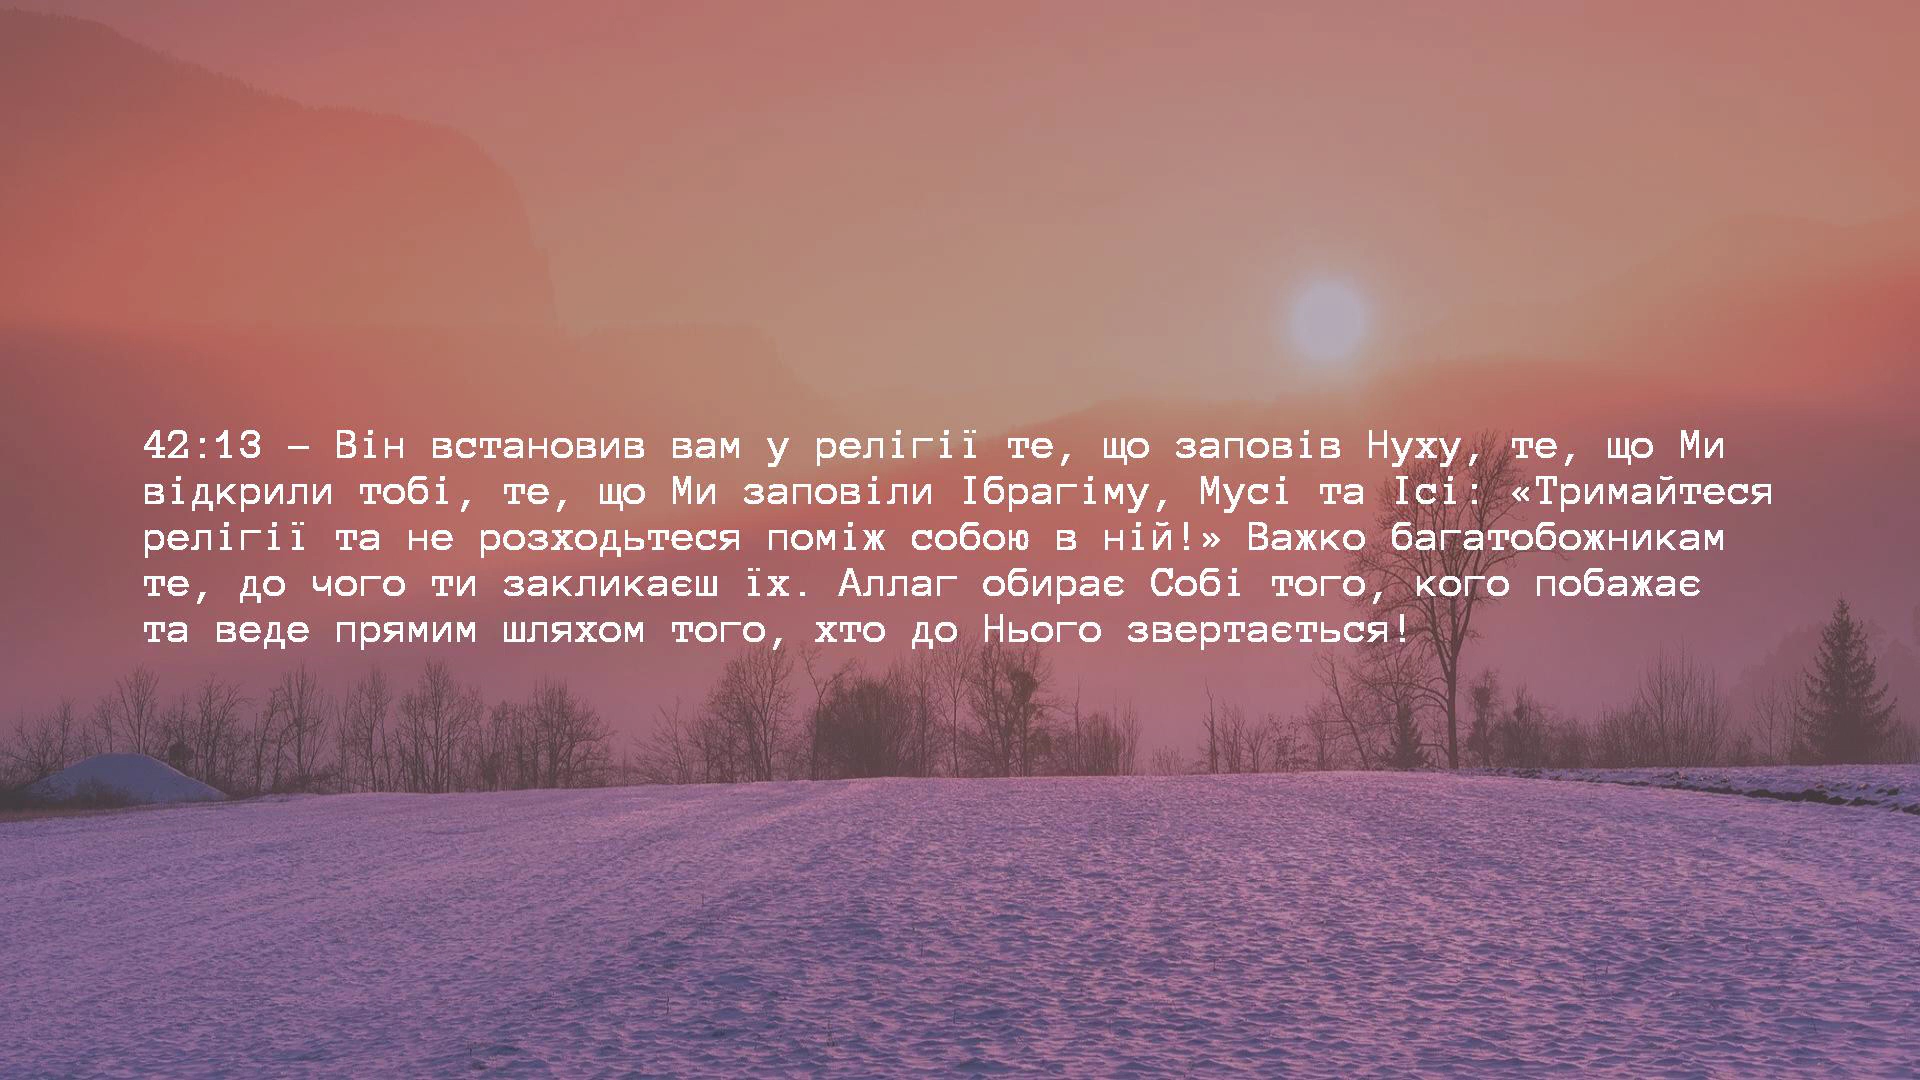 42:13 – Він встановив вам у релігії те, що заповів Нуху, те, що Ми
відкрили тобі, те, що Ми заповіли Ібрагіму, Мусі та Ісі: «Тримайтеся
релігії та не розходьтеся поміж собою в ній!» Важко багатобожникам
те, до чого ти закликаєш їх. Аллаг обирає Собі того, кого побажає
та веде прямим шляхом того, хто до Нього звертається!